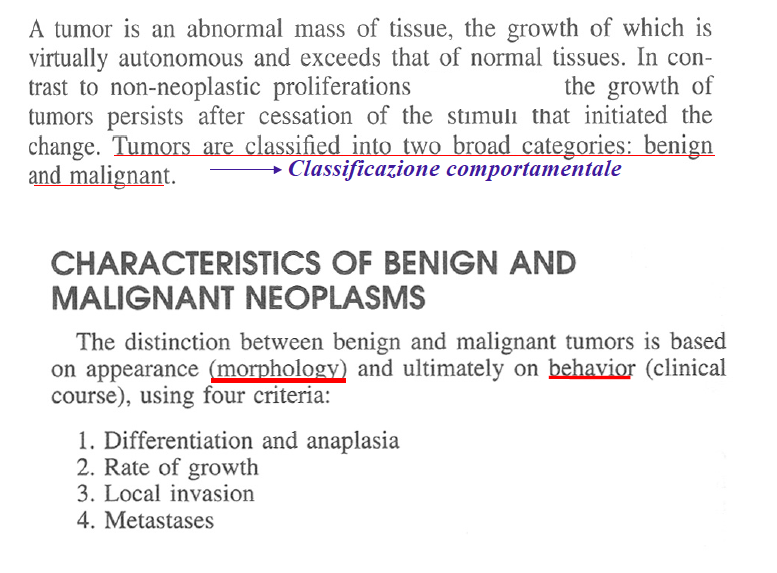 A tumor is an abnormal mass of tissue, the growth of which is
virtually autonomous and exceeds that of normal tissues. In con-
trast to non-neoplastic proliferations the growth of
tumors persists after cessation of the stimuli that initiated the
change. Tumors are classified into two broad categories: benign
and malignant.
Classificazione comportamentale
CHARACTERISTICS OF BENIGN AND
MALIGNANT NEOPLASMS
The distinction between benign and malignant tumors is based
on appearance (morphology) and ultimately on behavior (clinical
course), using four criteria:
1. Differentiation and anaplasia
2. Rate of growth
3. Local invasion
4. Metastases